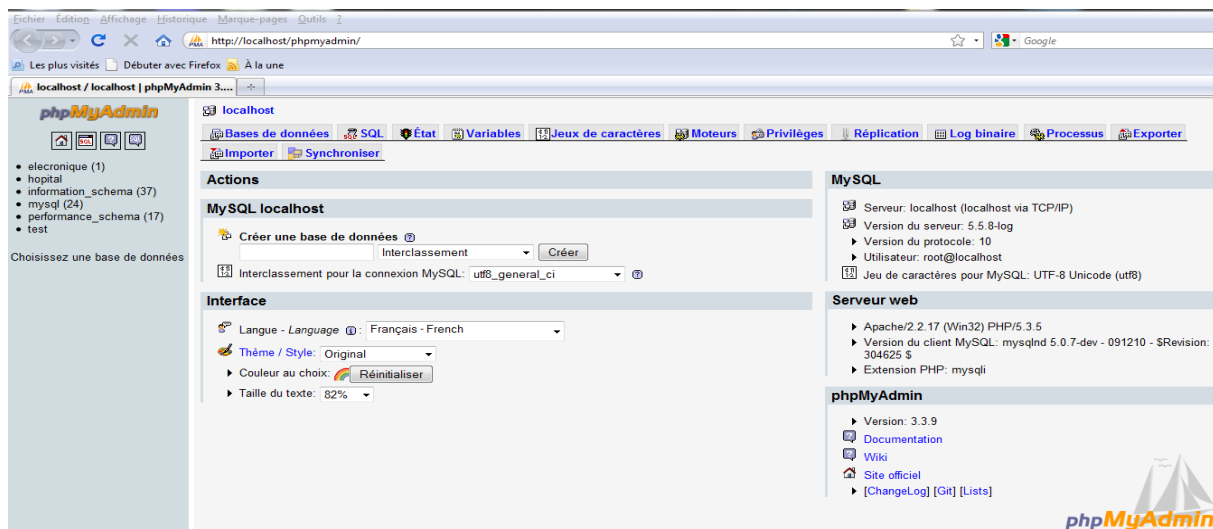 Fichier Édition Affichage Historique Marque-pages Outils ?
http://localhost/phpmyadmin/
Google
Les plus visités Débuter avec Firefox À la une
localhost / localhost | phpMyAdmin 3....
phpMyAdmin
SQL
elecronique (1)
hopital
information_schema (37)
mysql (24)
performance_schema (17)
test
Choisissez une base de données
localhost
Bases de données SQL État Variables Jeux de caractères Moteurs Privilèges Réplication Log binaire Processus Exporter
Importer Synchroniser
Actions
MySQL localhost
Créer une base de données
Interclassement Créer
Interclassement pour la connexion MySQL: utf8_general_ci
Interface
Langue - Language : Français - French
Thème / Style: Original
Couleur au choix: Réinitialiser
Taille du texte: 82%
MySQL
Serveur: localhost (localhost via TCP/IP)
Version du serveur: 5.5.8-log
Version du protocole: 10
Utilisateur: root@localhost
Jeu de caractères pour MySQL: UTF-8 Unicode (utf8)
Serveur web
Apache/2.2.17 (Win32) PHP/5.3.5
Version du client MySQL: mysqlnd 5.0.7-dev - 091210 - $Revision:
304625 $
Extension PHP: mysqli
phpMyAdmin
Version: 3.3.9
Documentation
Wiki
Site officiel
[ChangeLog] [Git] [Lists]
phpMyAdmin